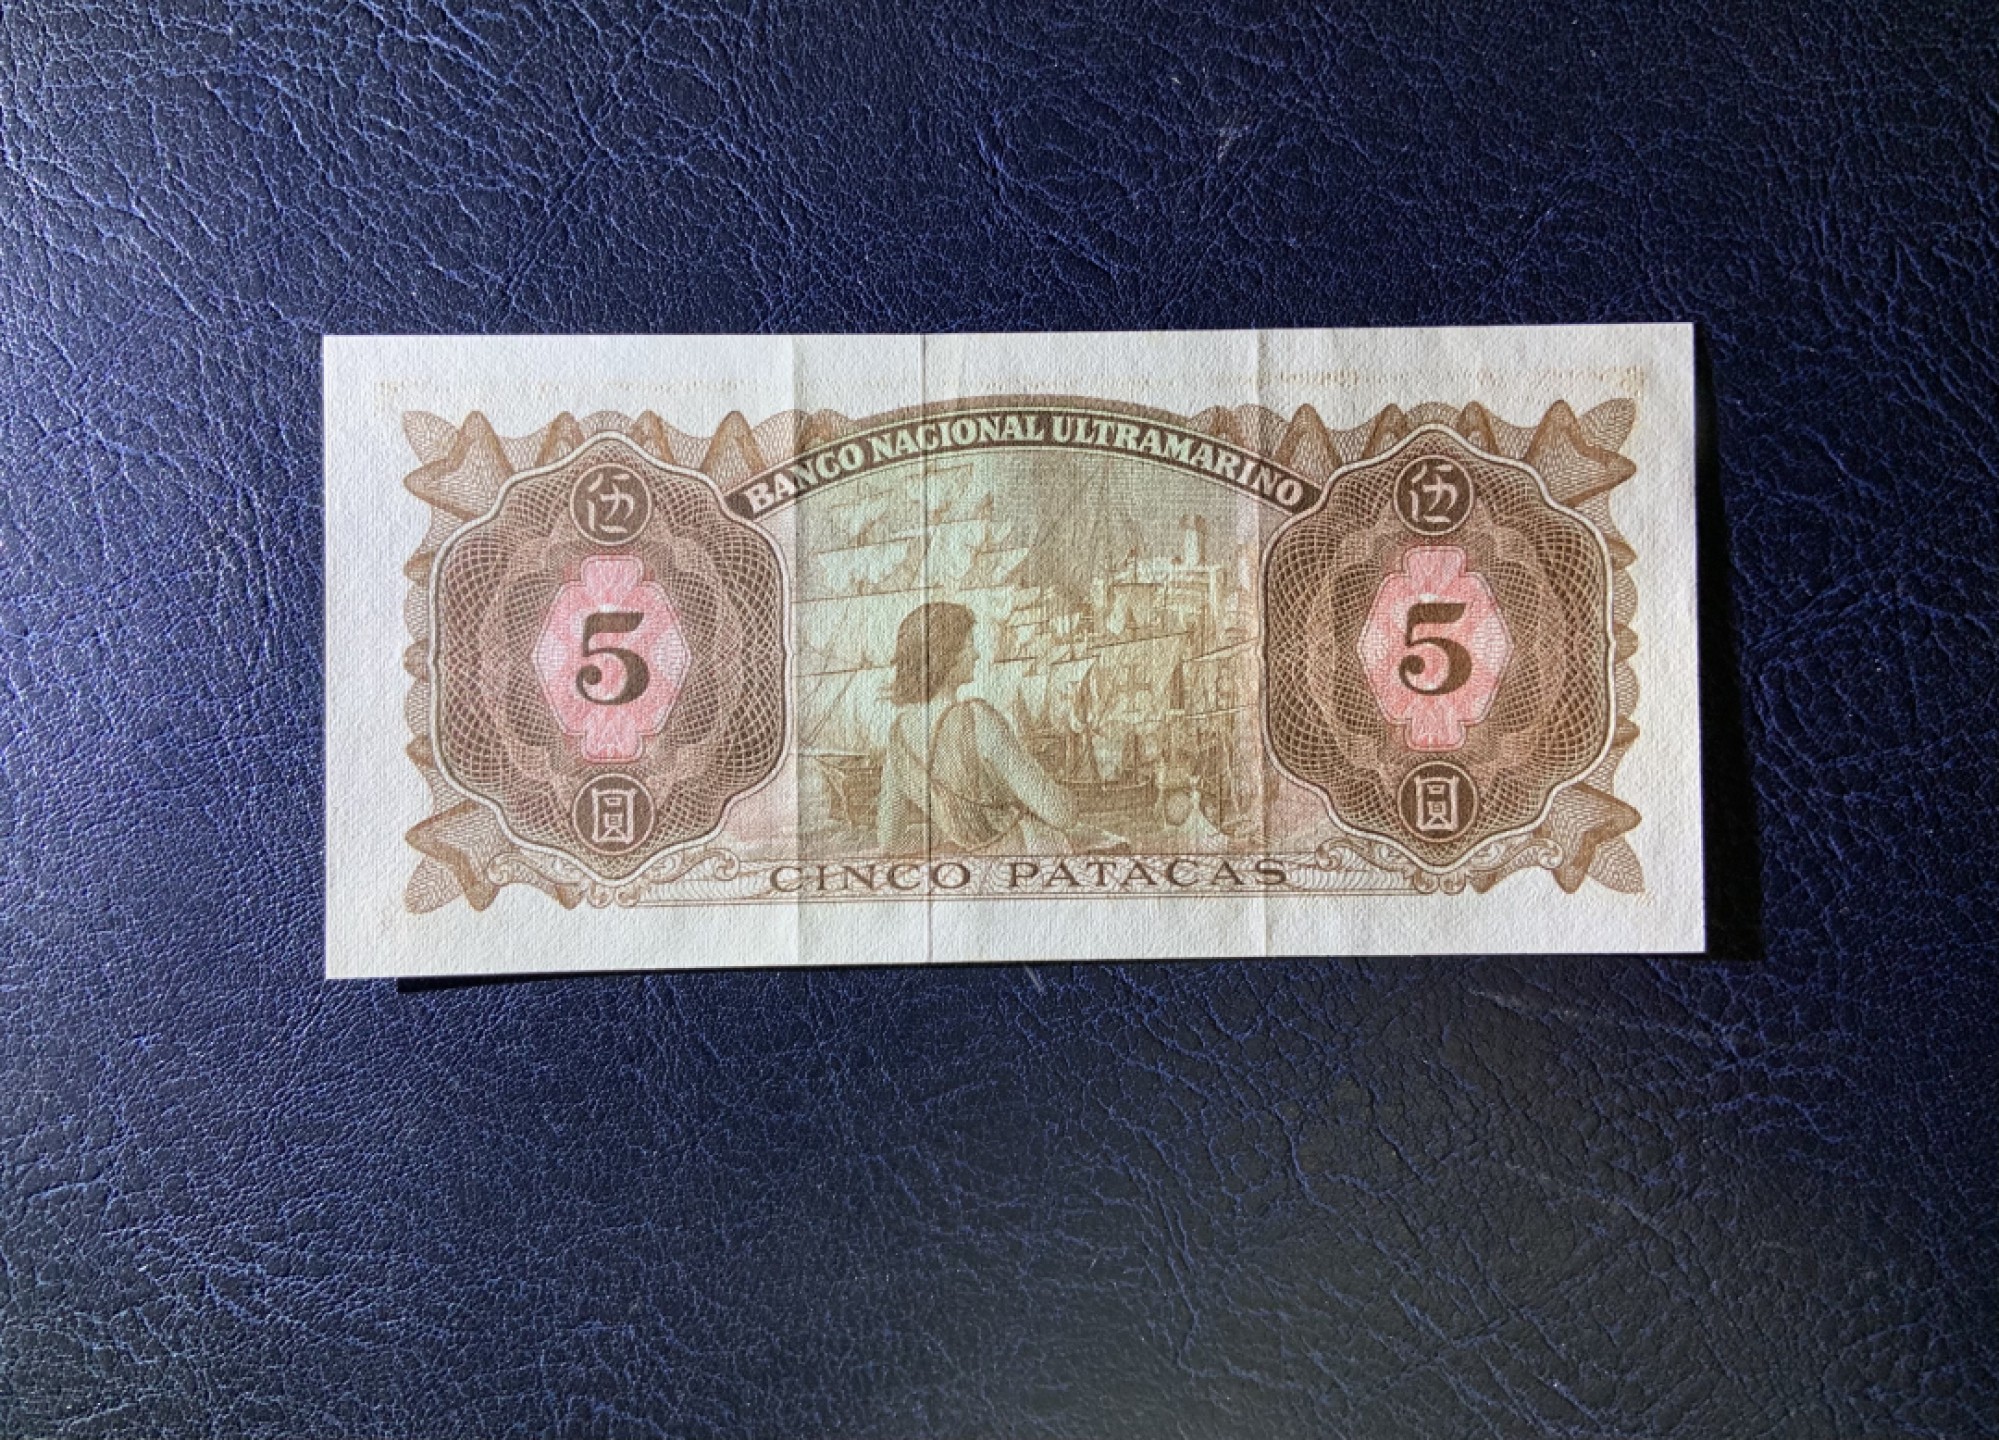 BANCO NACIONAL ULTRAMARINO
伍 伍
5 5
圓 圓
CINCO PATACAS